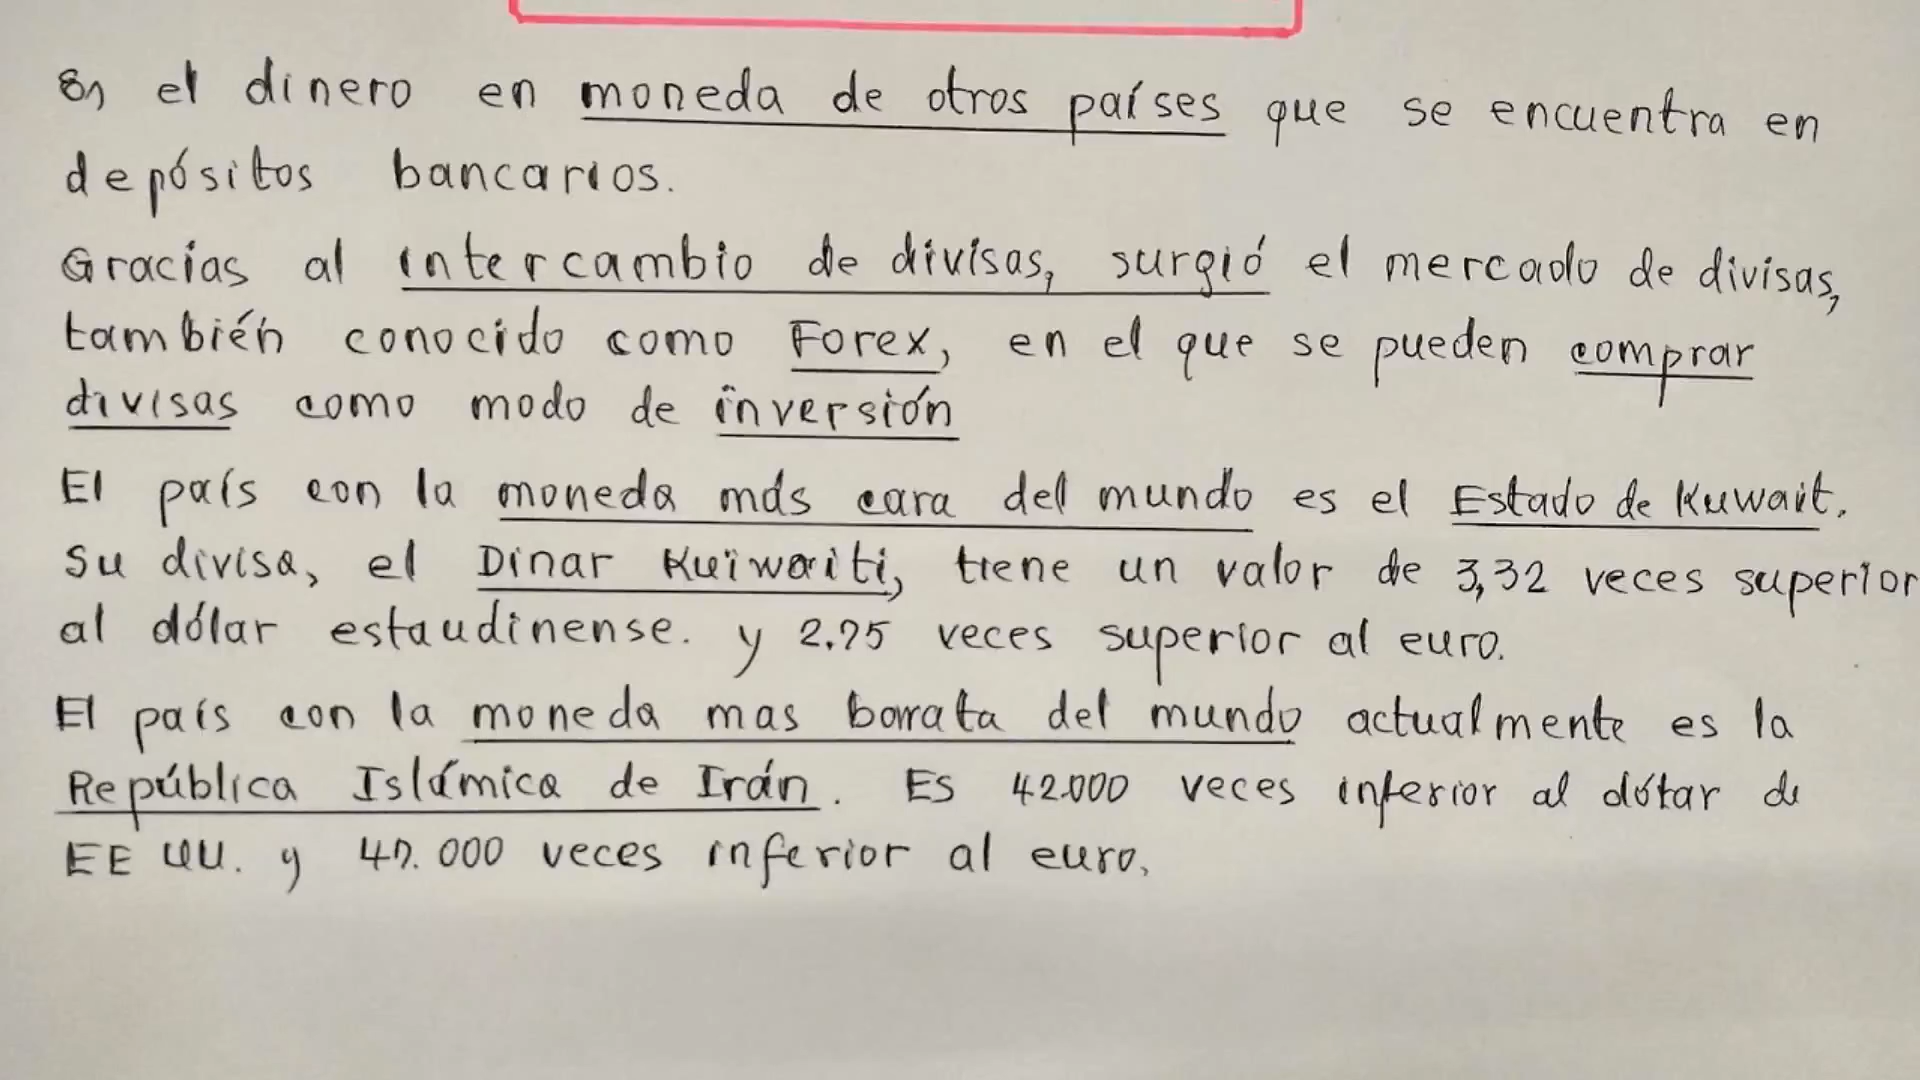 Es el dinero en moneda de otros países que se encuentra en
depósitos bancarios.
Gracias al intercambio de divisas, surgió el mercado de divisas,
también conocido como Forex, en el que se pueden comprar
divisas como modo de inversión
El país con la moneda más cara del mundo es el Estado de Kuwait.
Su divisa, el Dinar Kuiwaiti, tiene un valor de 3,32 veces superior
al dólar estaudinense. y 2.75 veces superior al euro.
El país con la moneda mas barata del mundo actualmente es la
República Islámica de Irán. Es 42.000 veces inferior al dólar de
EE UU. y 47.000 veces inferior al euro.